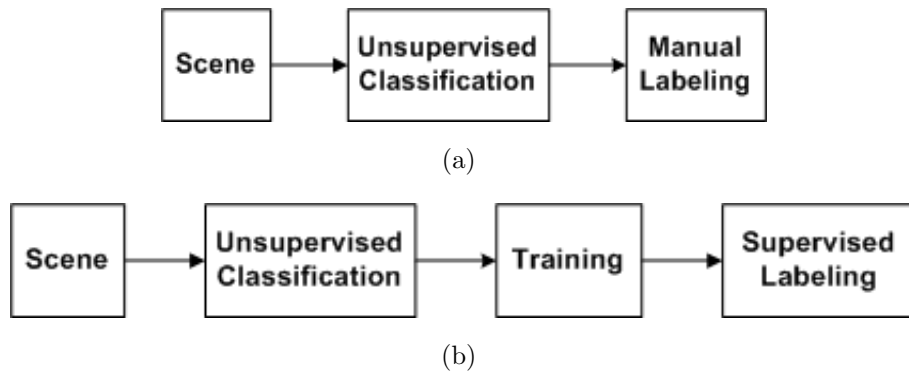 Scene
Unsupervised
Classification
Manual
Labeling
(a)
Scene
Unsupervised
Classification
Training
Supervised
Labeling
(b)